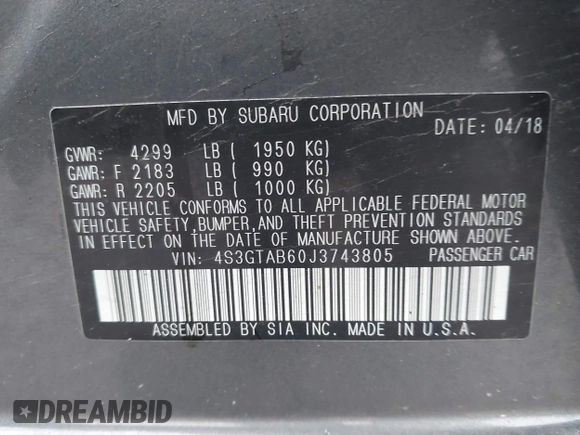 MFD BY SUBARU CORPORATION
DATE: 04/18
GVWR: 4299 LB ( 1950 KG)
GAWR: F 2183 LB ( 990 KG)
GAWR: R 2205 LB ( 1000 KG)
THIS VEHICLE CONFORMS TO ALL APPLICABLE FEDERAL MOTOR
VEHICLE SAFETY, BUMPER, AND THEFT PREVENTION STANDARDS
IN EFFECT ON THE DATE OF MANUFACTURE SHOWN ABOVE.
VIN: 4S3GTAB60J3743805 PASSENGER CAR
ASSEMBLED BY SIA INC. MADE IN U.S.A.
DREAMBID